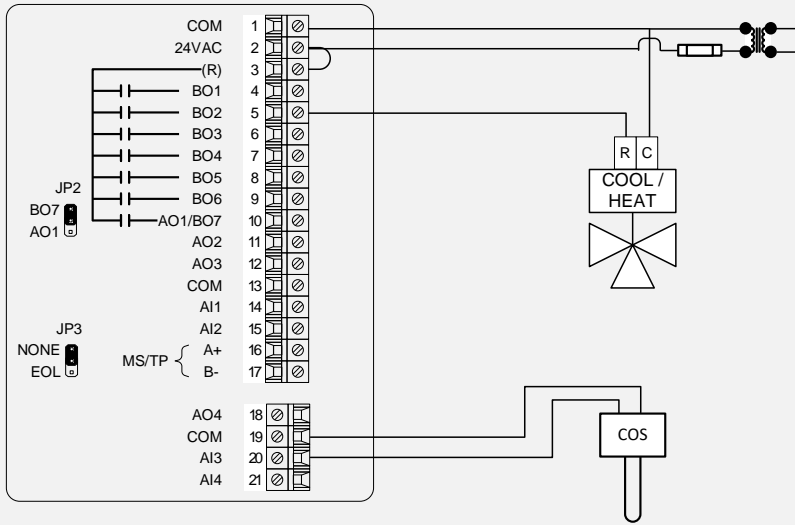 COM 1
24VAC 2
(R) 3
BO1 4
BO2 5
BO3 6
BO4 7
BO5 8
BO6 9
AO1/BO7 10
AO2 11
AO3 12
COM 13
AI1 14
AI2 15
A+ 16
B- 17
MS/TP
JP2
BO7
AO1
JP3
NONE
EOL
AO4 18
COM 19
AI3 20
AI4 21
R C
COOL /
HEAT
COS